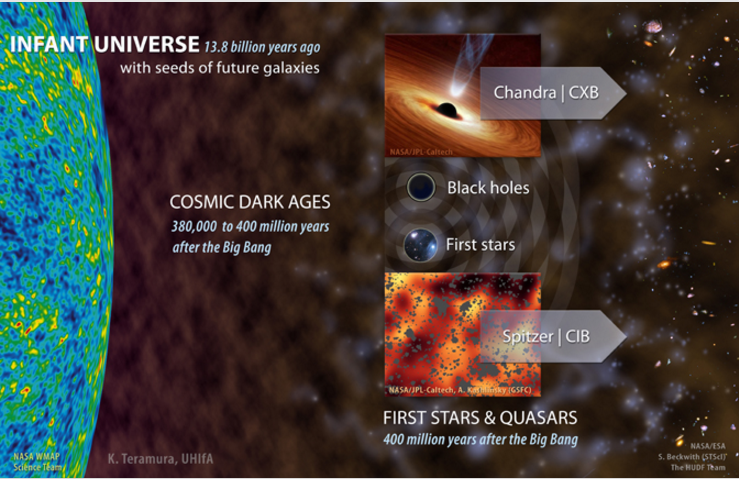 INFANT UNIVERSE 13.8 billion years ago
with seeds of future galaxies
Chandra | CXB
NASA/JPL-Caltech
Black holes
COSMIC DARK AGES
380,000 to 400 million years
after the Big Bang
First stars
Spitzer | CIB
NASA/JPL-Caltech, A. Kashlinsky (GSFC)
FIRST STARS & QUASARS
400 million years after the Big Bang
NASA WMAP
Science Team
K. Teramura, UHIfA
NASA/ESA
S. Beckwith (STScI)
The HUDF Team